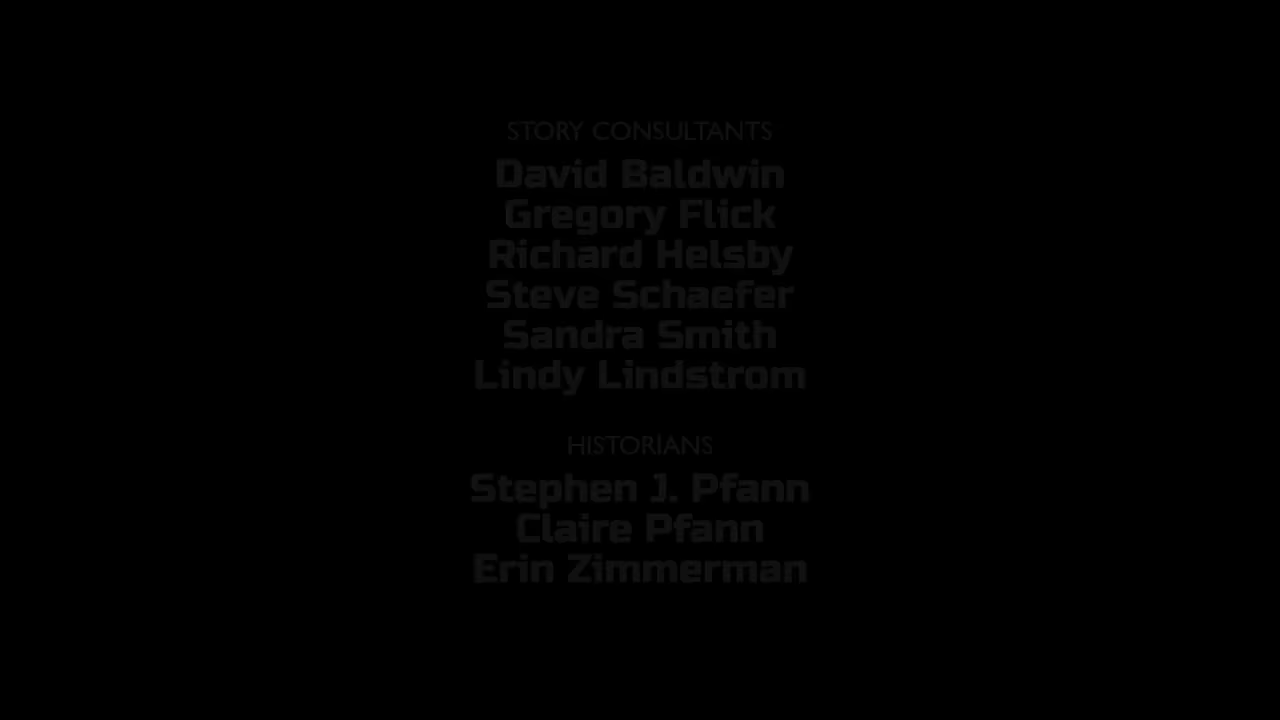 STORY CONSULTANTS
David Baldwin
Gregory Flick
Richard Helsby
Steve Schaefer
Sandra Smith
Lindy Lindstrom
HISTORIANS
Stephen J. Pfann
Claire Pfann
Erin Zimmerman